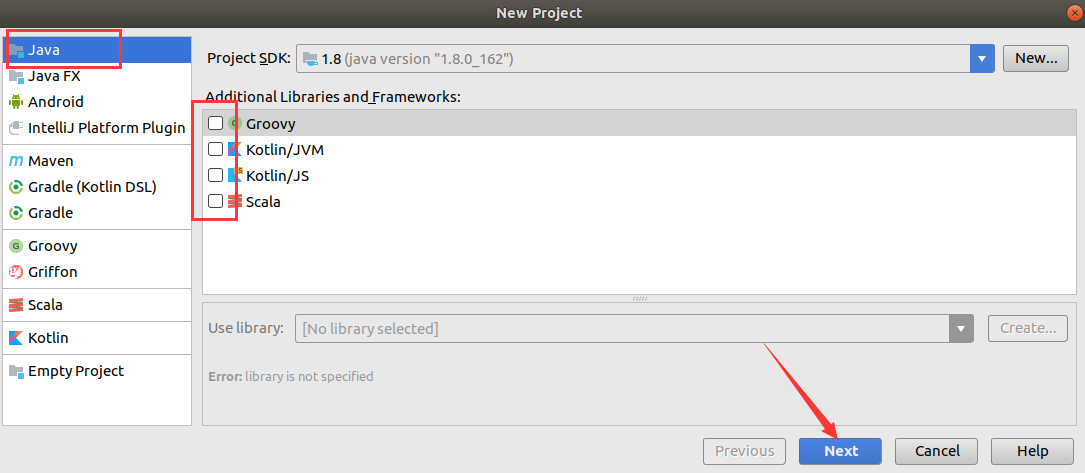 New Project
Java
Java FX
Android
IntelliJ Platform Plugin
Maven
Gradle (Kotlin DSL)
Gradle
Groovy
Griffon
Scala
Kotlin
Empty Project
Project SDK: 1.8 (java version "1.8.0_162") New...
Additional Libraries and Frameworks:
Groovy
Kotlin/JVM
Kotlin/JS
Scala
Use library: [No library selected] Create...
Error: library is not specified
Previous Next Cancel Help